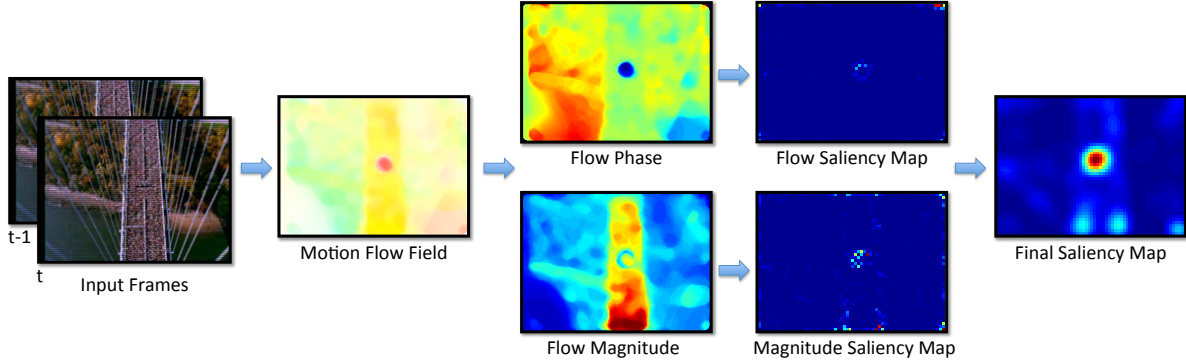 t-1
t
Input Frames
Motion Flow Field
Flow Phase
Flow Saliency Map
Flow Magnitude
Magnitude Saliency Map
Final Saliency Map